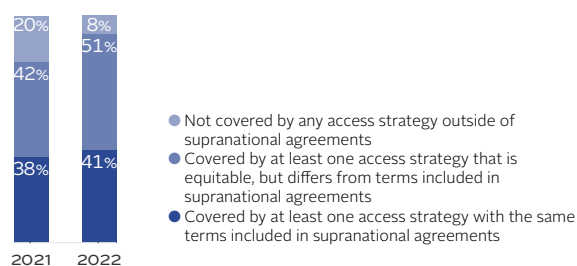 20%
8%
51%
42%
38%
41%
2021
2022
Not covered by any access strategy outside of
supranational agreements
Covered by at least one access strategy that is
equitable, but differs from terms included in
supranational agreements
Covered by at least one access strategy with the same
terms included in supranational agreements